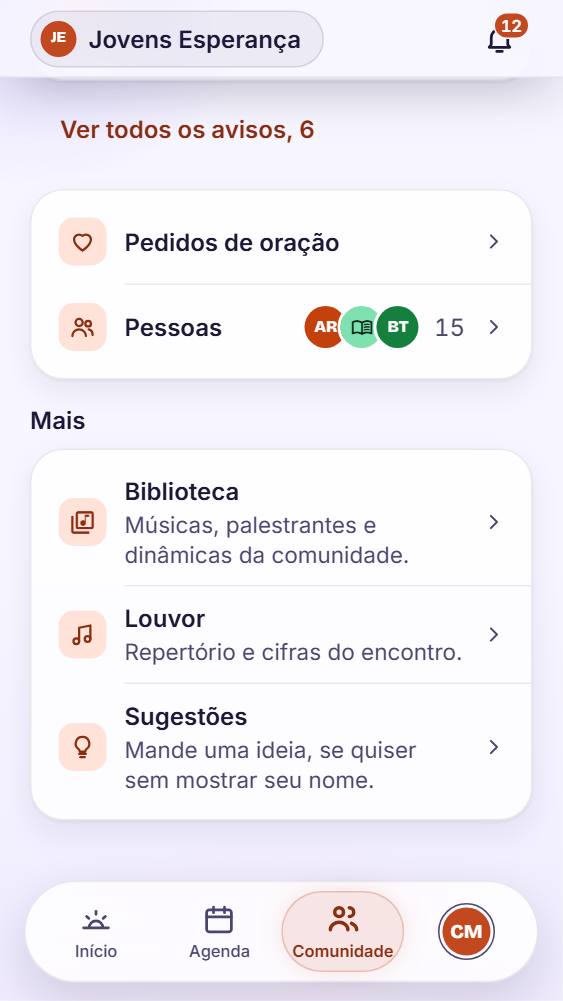 JE
Jovens Esperança
12
Ver todos os avisos, 6
Pedidos de oração
Pessoas
AR
BT
15
Mais
Biblioteca
Músicas, palestrantes e
dinâmicas da comunidade.
Louvor
Repertório e cifras do encontro.
Sugestões
Mande uma ideia, se quiser
sem mostrar seu nome.
Início
Agenda
Comunidade
CM